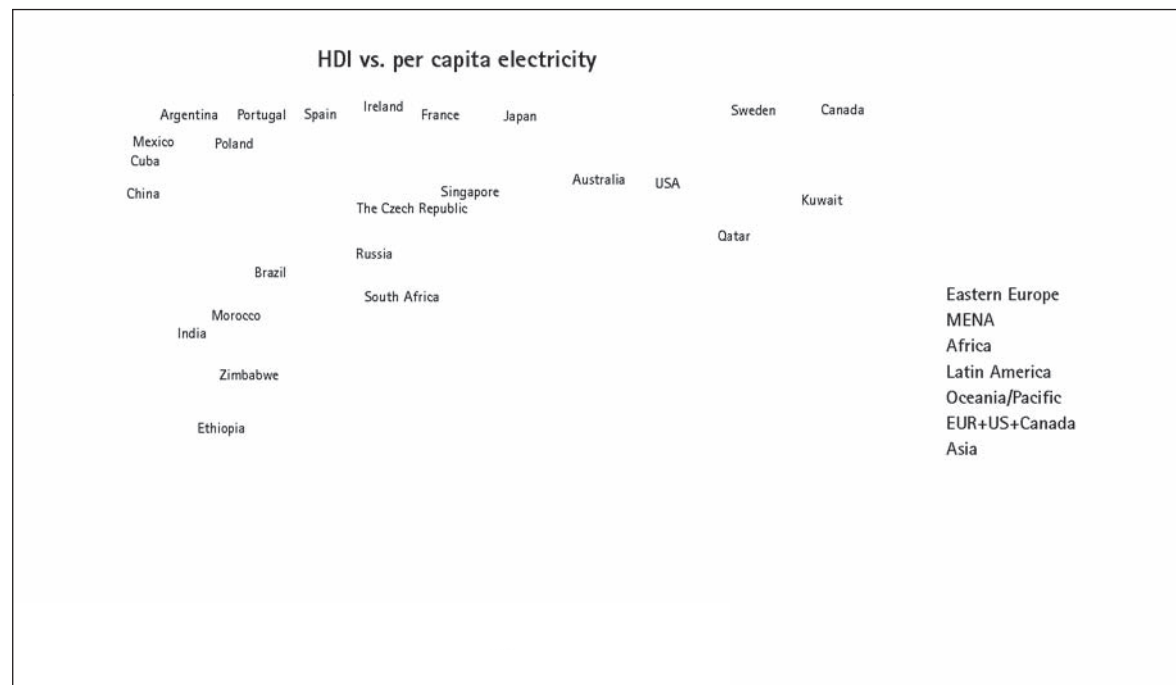 HDI vs. per capita electricity
Argentina Portugal Spain Ireland France Japan Sweden Canada
Mexico Poland
Cuba
China Singapore Australia USA
The Czech Republic Kuwait
Qatar
Russia
Brazil
South Africa
Morocco
India
Zimbabwe
Ethiopia
Eastern Europe
MENA
Africa
Latin America
Oceania/Pacific
EUR+US+Canada
Asia